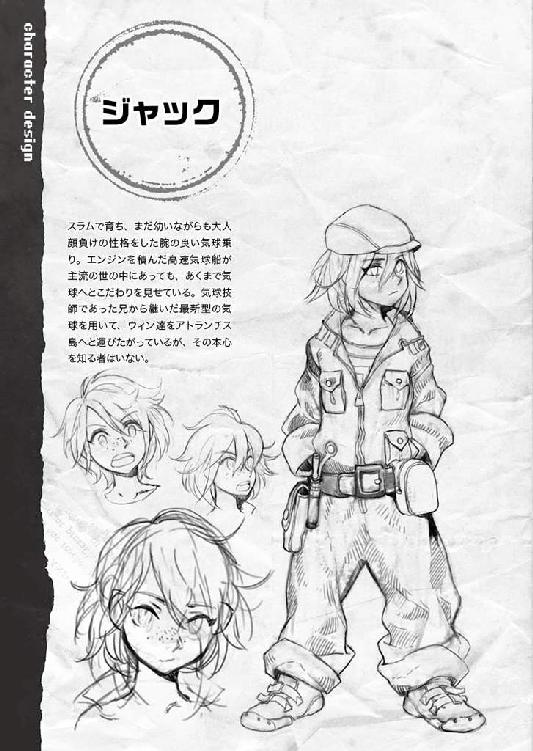 character design
ジャック
スラムで育ち、まだ幼いながらも大人
顔負けの性格をした腕の良い気球乗
り。エンジンを積んだ高速気球船が
主流の世の中にあっても、あくまで気
球へとこだわりを見せている。気球技
師であった兄から継いだ最新型の気
球を用いて、ウィン達をアトランチス
島へと運びたがっているが、その本心
を知る者はいない。